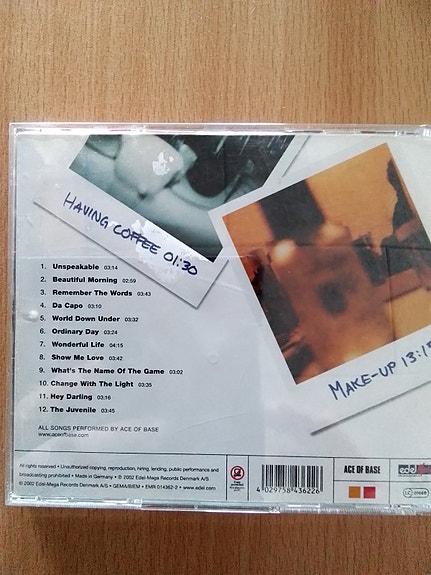 HAVING COFFEE 01:30
MAKE-UP 13:15
1. Unspeakable 03:14
2. Beautiful Morning 02:59
3. Remember The Words 03:43
4. Da Capo 03:10
5. World Down Under 03:32
6. Ordinary Day 03:24
7. Wonderful Life 04:15
8. Show Me Love 03:42
9. What's The Name Of The Game 03:02
10. Change With The Light 03:35
11. Hey Darling 03:16
12. The Juvenile 03:45
ALL SONGS PERFORMED BY ACE OF BASE
www.aceofbase.com
All rights reserved • Unauthorized copying, reproduction, hiring, lending, public performance and
broadcasting prohibited • Made in Germany • ℗ 2002 Edel-Mega Records Denmark A/S
© 2002 Edel-Mega Records Denmark A/S • GEMA/BIEM • EMR 014362-2 • www.edel.com
4 029758 436226
ACE OF BASE
edel